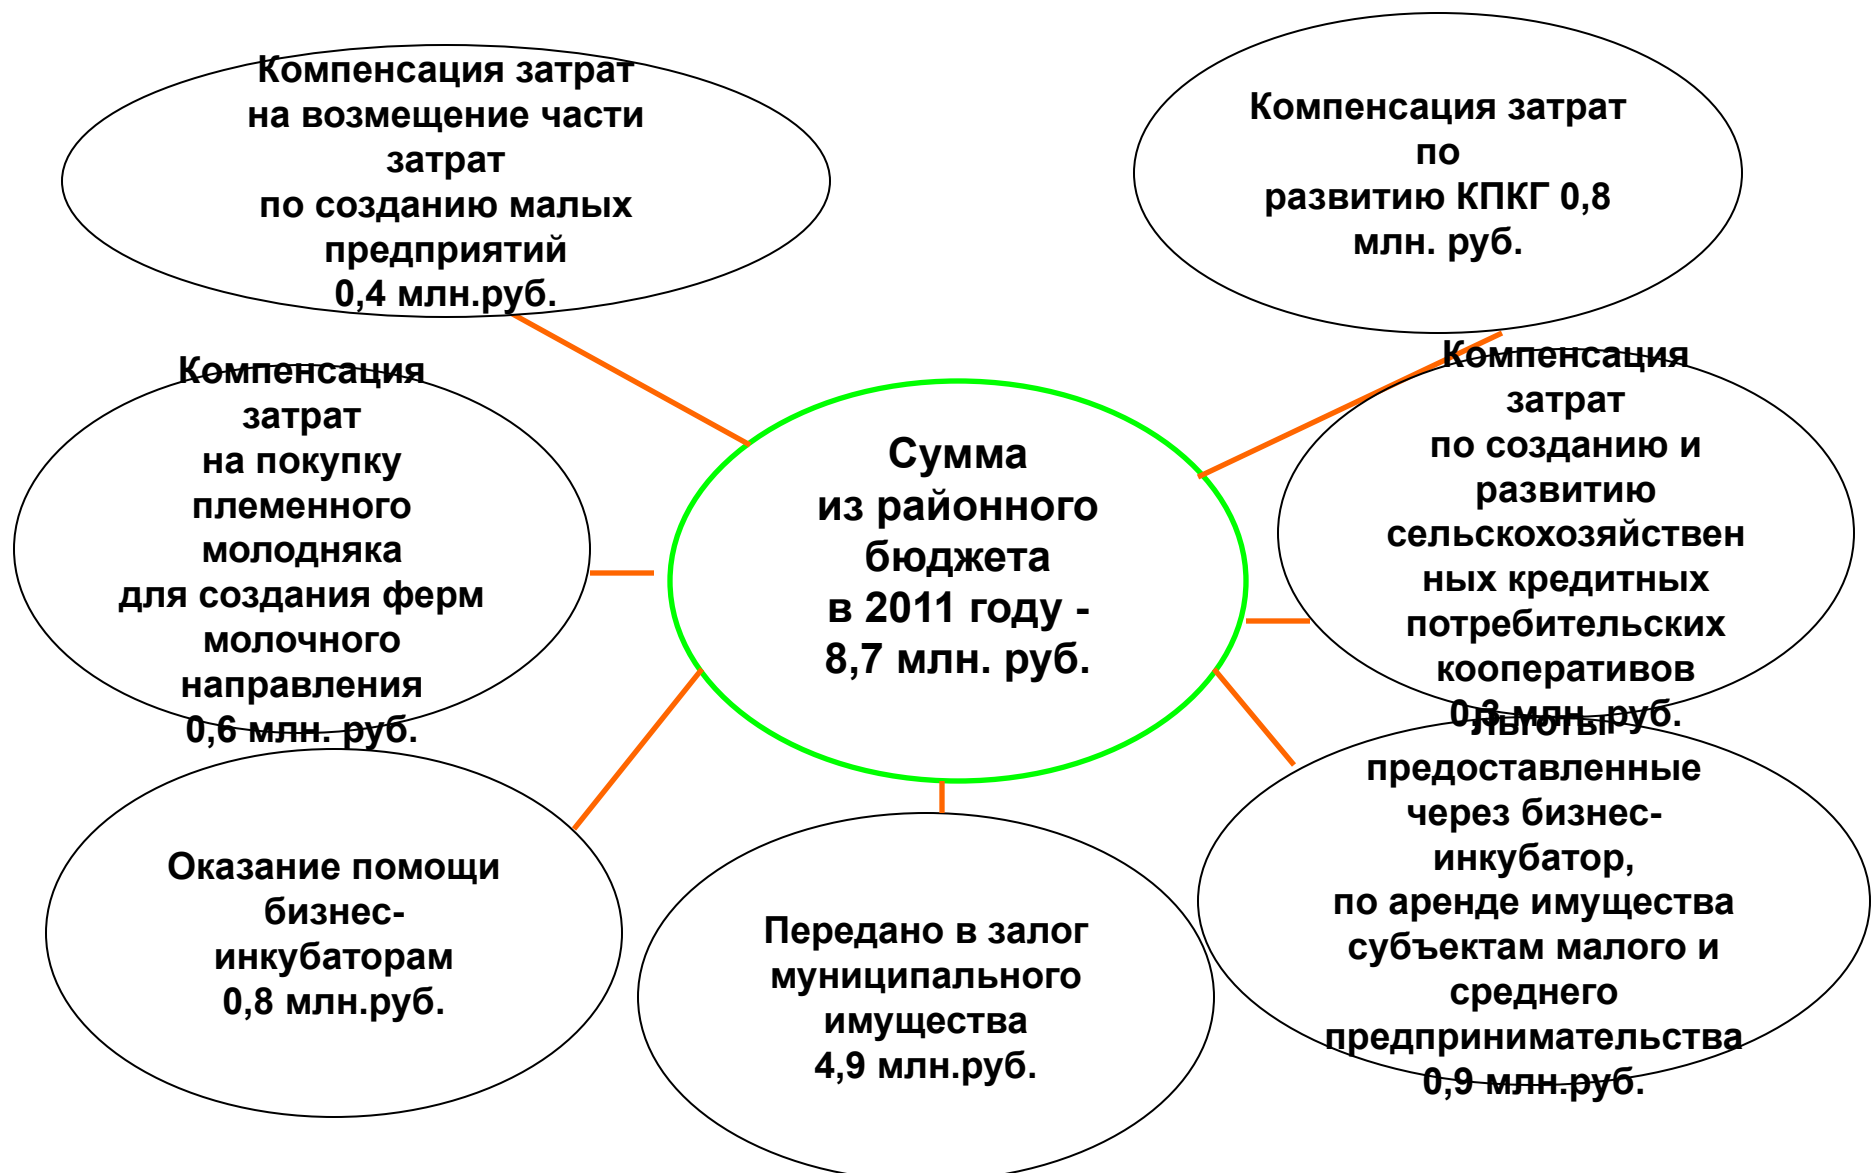 Компенсация затрат
на возмещение части
затрат
по созданию малых
предприятий
0,4 млн.руб.
Компенсация затрат
по
развитию КПКГ 0,8
млн. руб.
Компенсация
затрат
на покупку
племенного
молодняка
для создания ферм
молочного
направления
0,6 млн. руб.
Сумма
из районного
бюджета
в 2011 году -
8,7 млн. руб.
Компенсация
затрат
по созданию и
развитию
сельскохозяйствен
ных кредитных
потребительских
кооперативов
0,3 млн. руб.
Оказание помощи
бизнес-
инкубаторам
0,8 млн.руб.
Передано в залог
муниципального
имущества
4,9 млн.руб.
Льготы
предоставленные
через бизнес-
инкубатор,
по аренде имущества
субъектам малого и
среднего
предпринимательства
0,9 млн.руб.